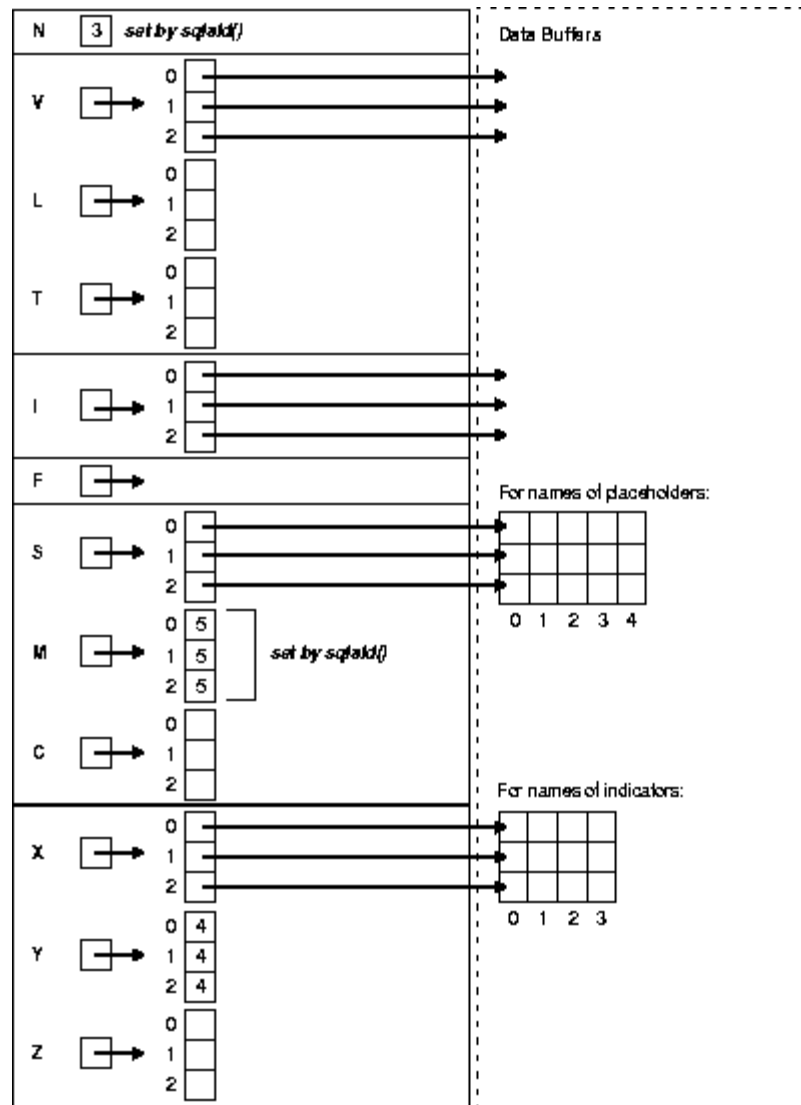 N 3 set by sqlald() Data Buffers
0
V 1
2
0
L 1
2
0
T 1
2
0
I 1
2
F
For names of placeholders:
0
S 1
2
0 1 2 3 4
0 5
M 1 5 set by sqlald()
2 5
0
C 1
2
For names of indicators:
0
X 1
2
0 1 2 3
0 4
Y 1 4
2 4
0
Z 1
2